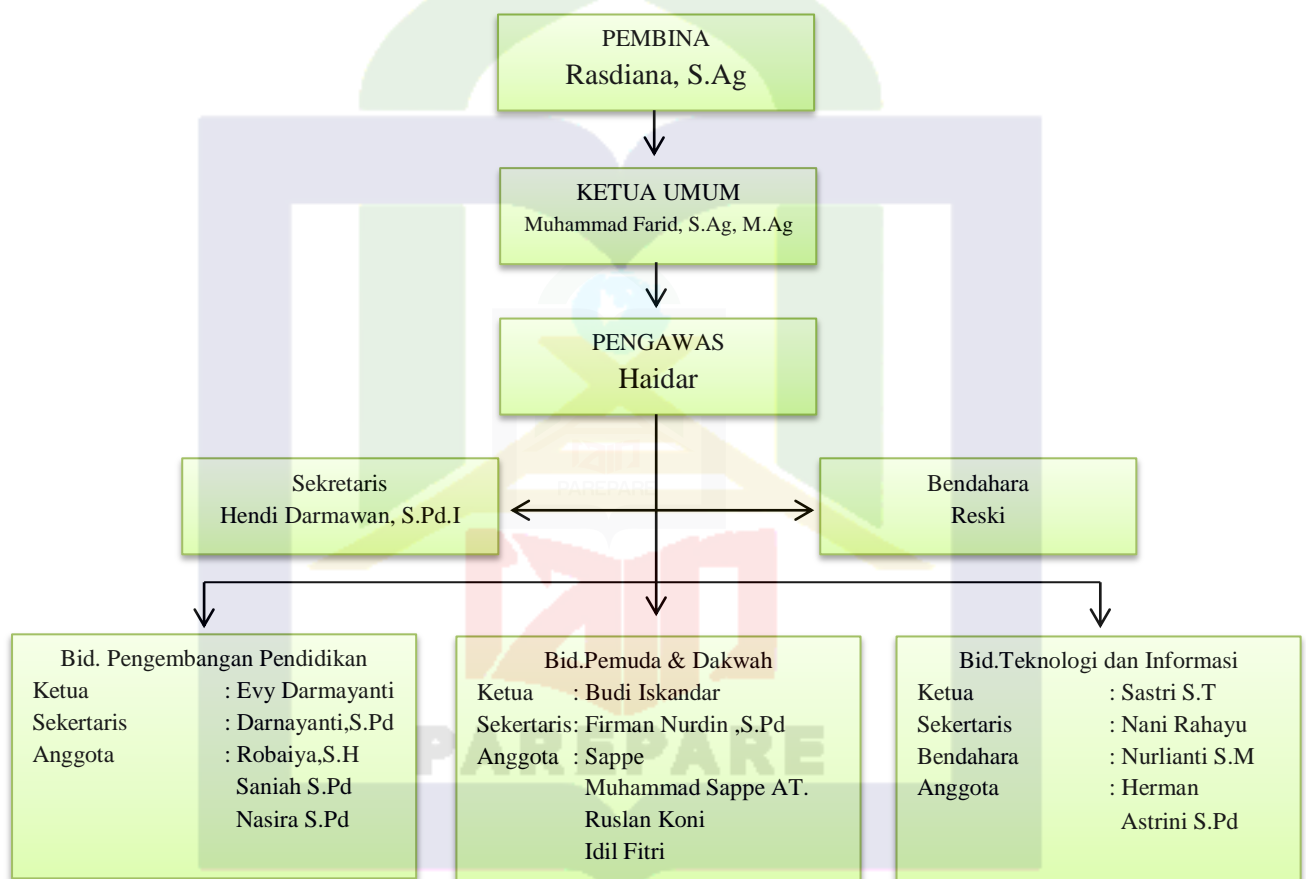 PEMBINA
Rasdiana, S.Ag
KETUA UMUM
Muhammad Farid, S.Ag, M.Ag
PENGAWAS
Haidar
Sekretaris
Hendi Darmawan, S.Pd.I
Bendahara
Reski
Bid. Pengembangan Pendidikan
Ketua : Evy Darmayanti
Sekertaris : Darnayanti,S.Pd
Anggota : Robaiya,S.H
Saniah S.Pd
Nasira S.Pd
Bid.Pemuda & Dakwah
Ketua : Budi Iskandar
Sekertaris: Firman Nurdin ,S.Pd
Anggota : Sappe
Muhammad Sappe AT.
Ruslan Koni
Idil Fitri
Bid.Teknologi dan Informasi
Ketua : Sastri S.T
Sekertaris : Nani Rahayu
Bendahara : Nurlianti S.M
Anggota : Herman
Astrini S.Pd
iain
PAREPARE
iain
PAREPARE